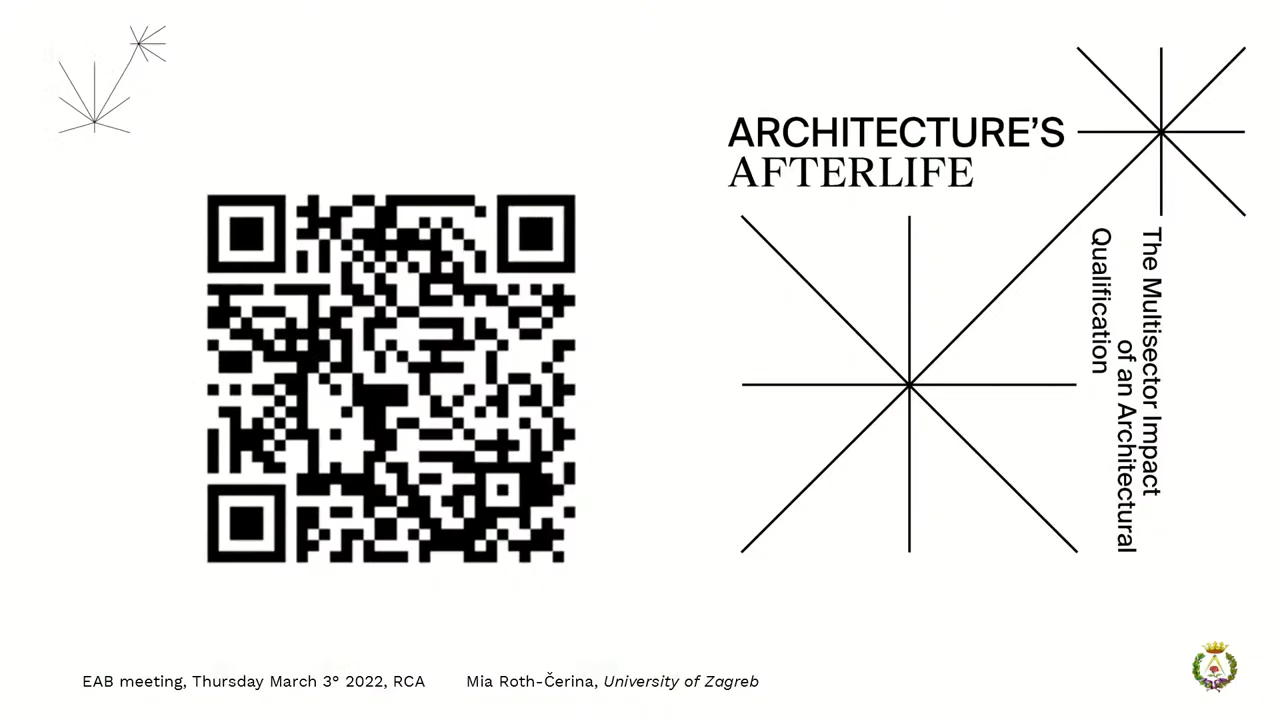 ARCHITECTURE’S
AFTERLIFE
The Multisector Impact
of an Architectural
Qualification
EAB meeting, Thursday March 3° 2022, RCA
Mia Roth-Čerina, University of Zagreb